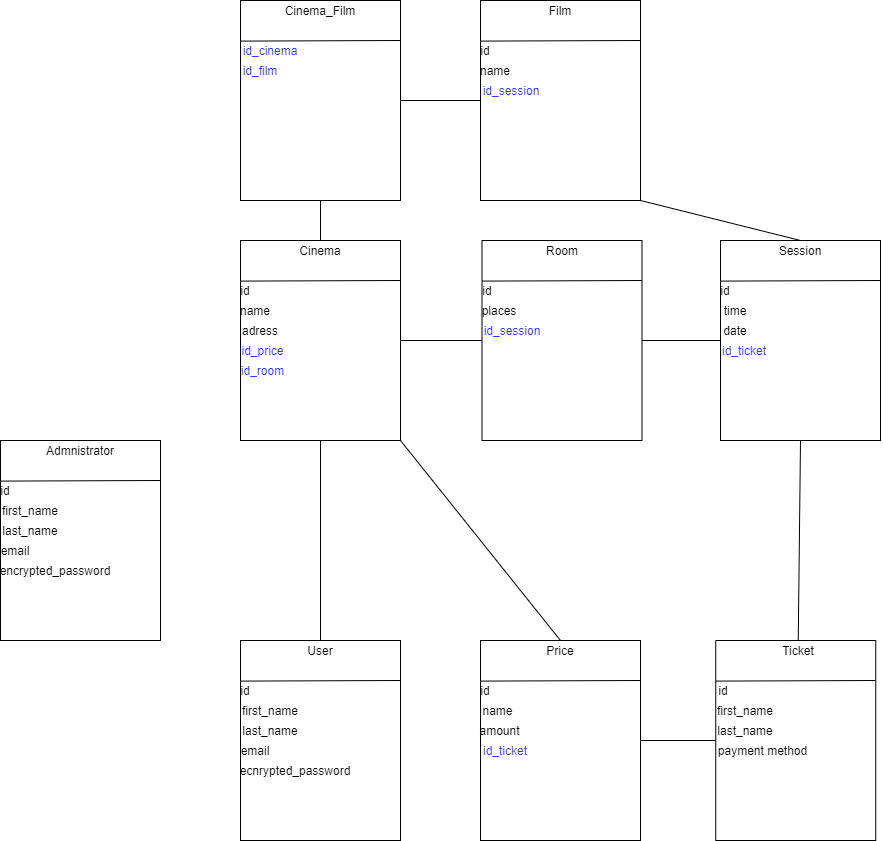 Cinema_Film
id_cinema
id_film
Film
id
name
id_session
Cinema
id
name
adress
id_price
id_room
Room
id
places
id_session
Session
id
time
date
id_ticket
Admnistrator
id
first_name
last_name
email
encrypted_password
User
id
first_name
last_name
email
ecnrypted_password
Price
id
name
amount
id_ticket
Ticket
id
first_name
last_name
payment method